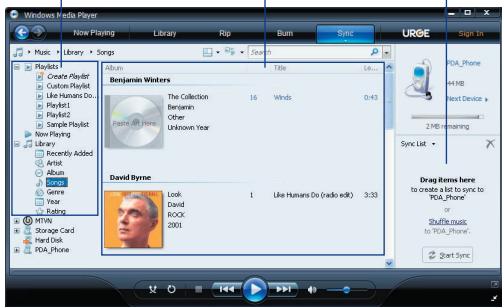 Windows Media Player
Now Playing Library Rip Burn Sync URGE Sign In
Music Library Songs Search
Playlists
Create Playlist
Custom Playlist
Like Humans Do...
Playlist1
Playlist2
Sample Playlist
Now Playing
Library
Recently Added
Artist
Album
Songs
Genre
Year
Rating
MTVN
Storage Card
Hard Disk
PDA_Phone
Album Title Le...
Benjamin Winters
Paste Art Here
The Collection 16 Winds 0:43
Benjamin
Other
Unknown Year
David Byrne
Look 1 Like Humans Do (radio edit) 3:33
David
ROCK
2001
PDA_Phone
44 MB
Next Device
2 MB remaining
Sync List
Drag items here
to create a list to sync to
'PDA_Phone'
or
Shuffle music
to 'PDA_Phone'.
Start Sync